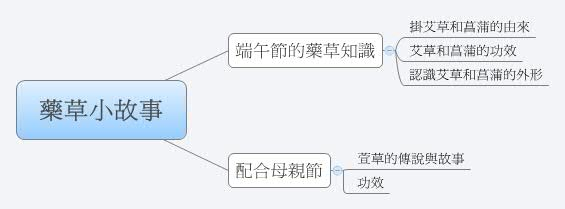 藥草小故事
端午節的藥草知識
掛艾草和菖蒲的由來
艾草和菖蒲的功效
認識艾草和菖蒲的外形
配合母親節
萱草的傳說與故事
功效